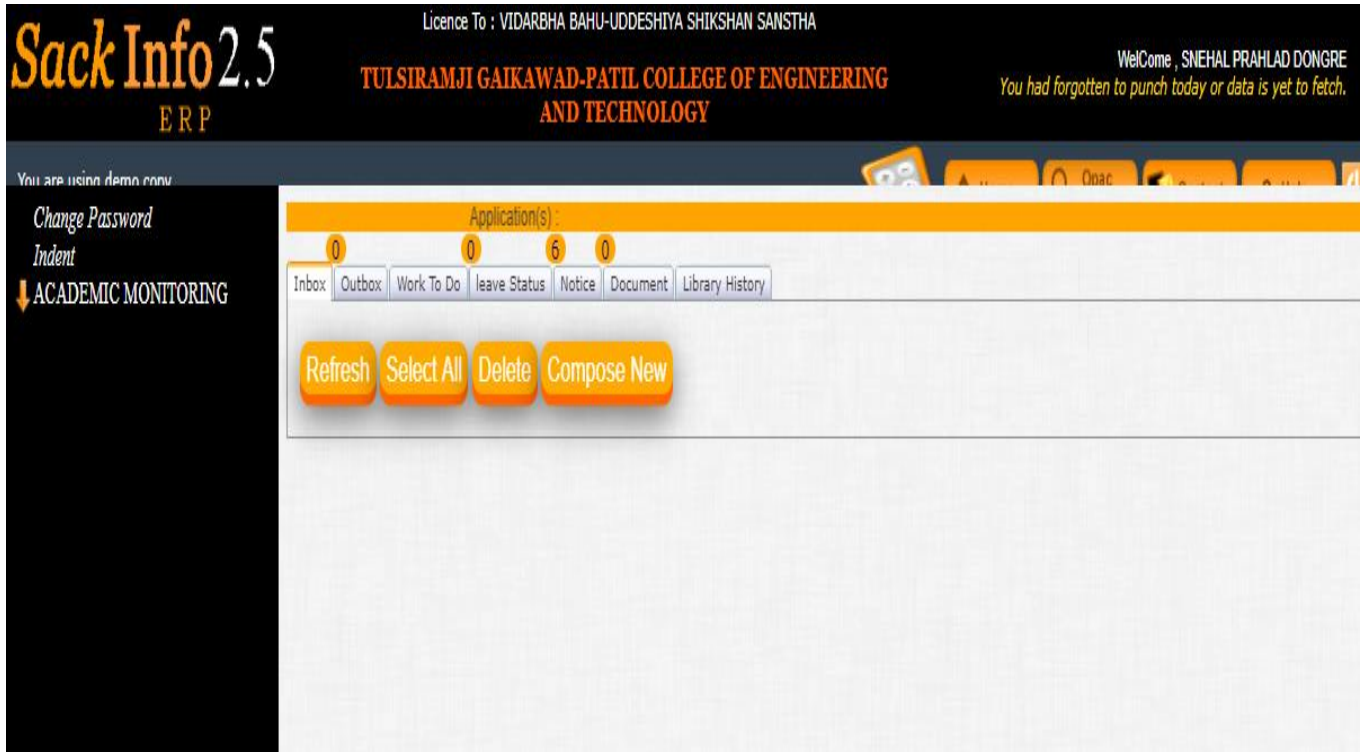 Sack Info 2.5
ERP
Licence To : VIDARBHA BAHU-UDDESHIYA SHIKSHAN SANSTHA
TULSIRAMJI GAIKAWAD-PATIL COLLEGE OF ENGINEERING
AND TECHNOLOGY
WelCome , SNEHAL PRAHLAD DONGRE
You had forgotten to punch today or data is yet to fetch.
You are using demo copy
Opac
Change Password
Indent
ACADEMIC MONITORING
Application(s) :
0 0 6 0
Inbox Outbox Work To Do leave Status Notice Document Library History
Refresh Select All Delete Compose New